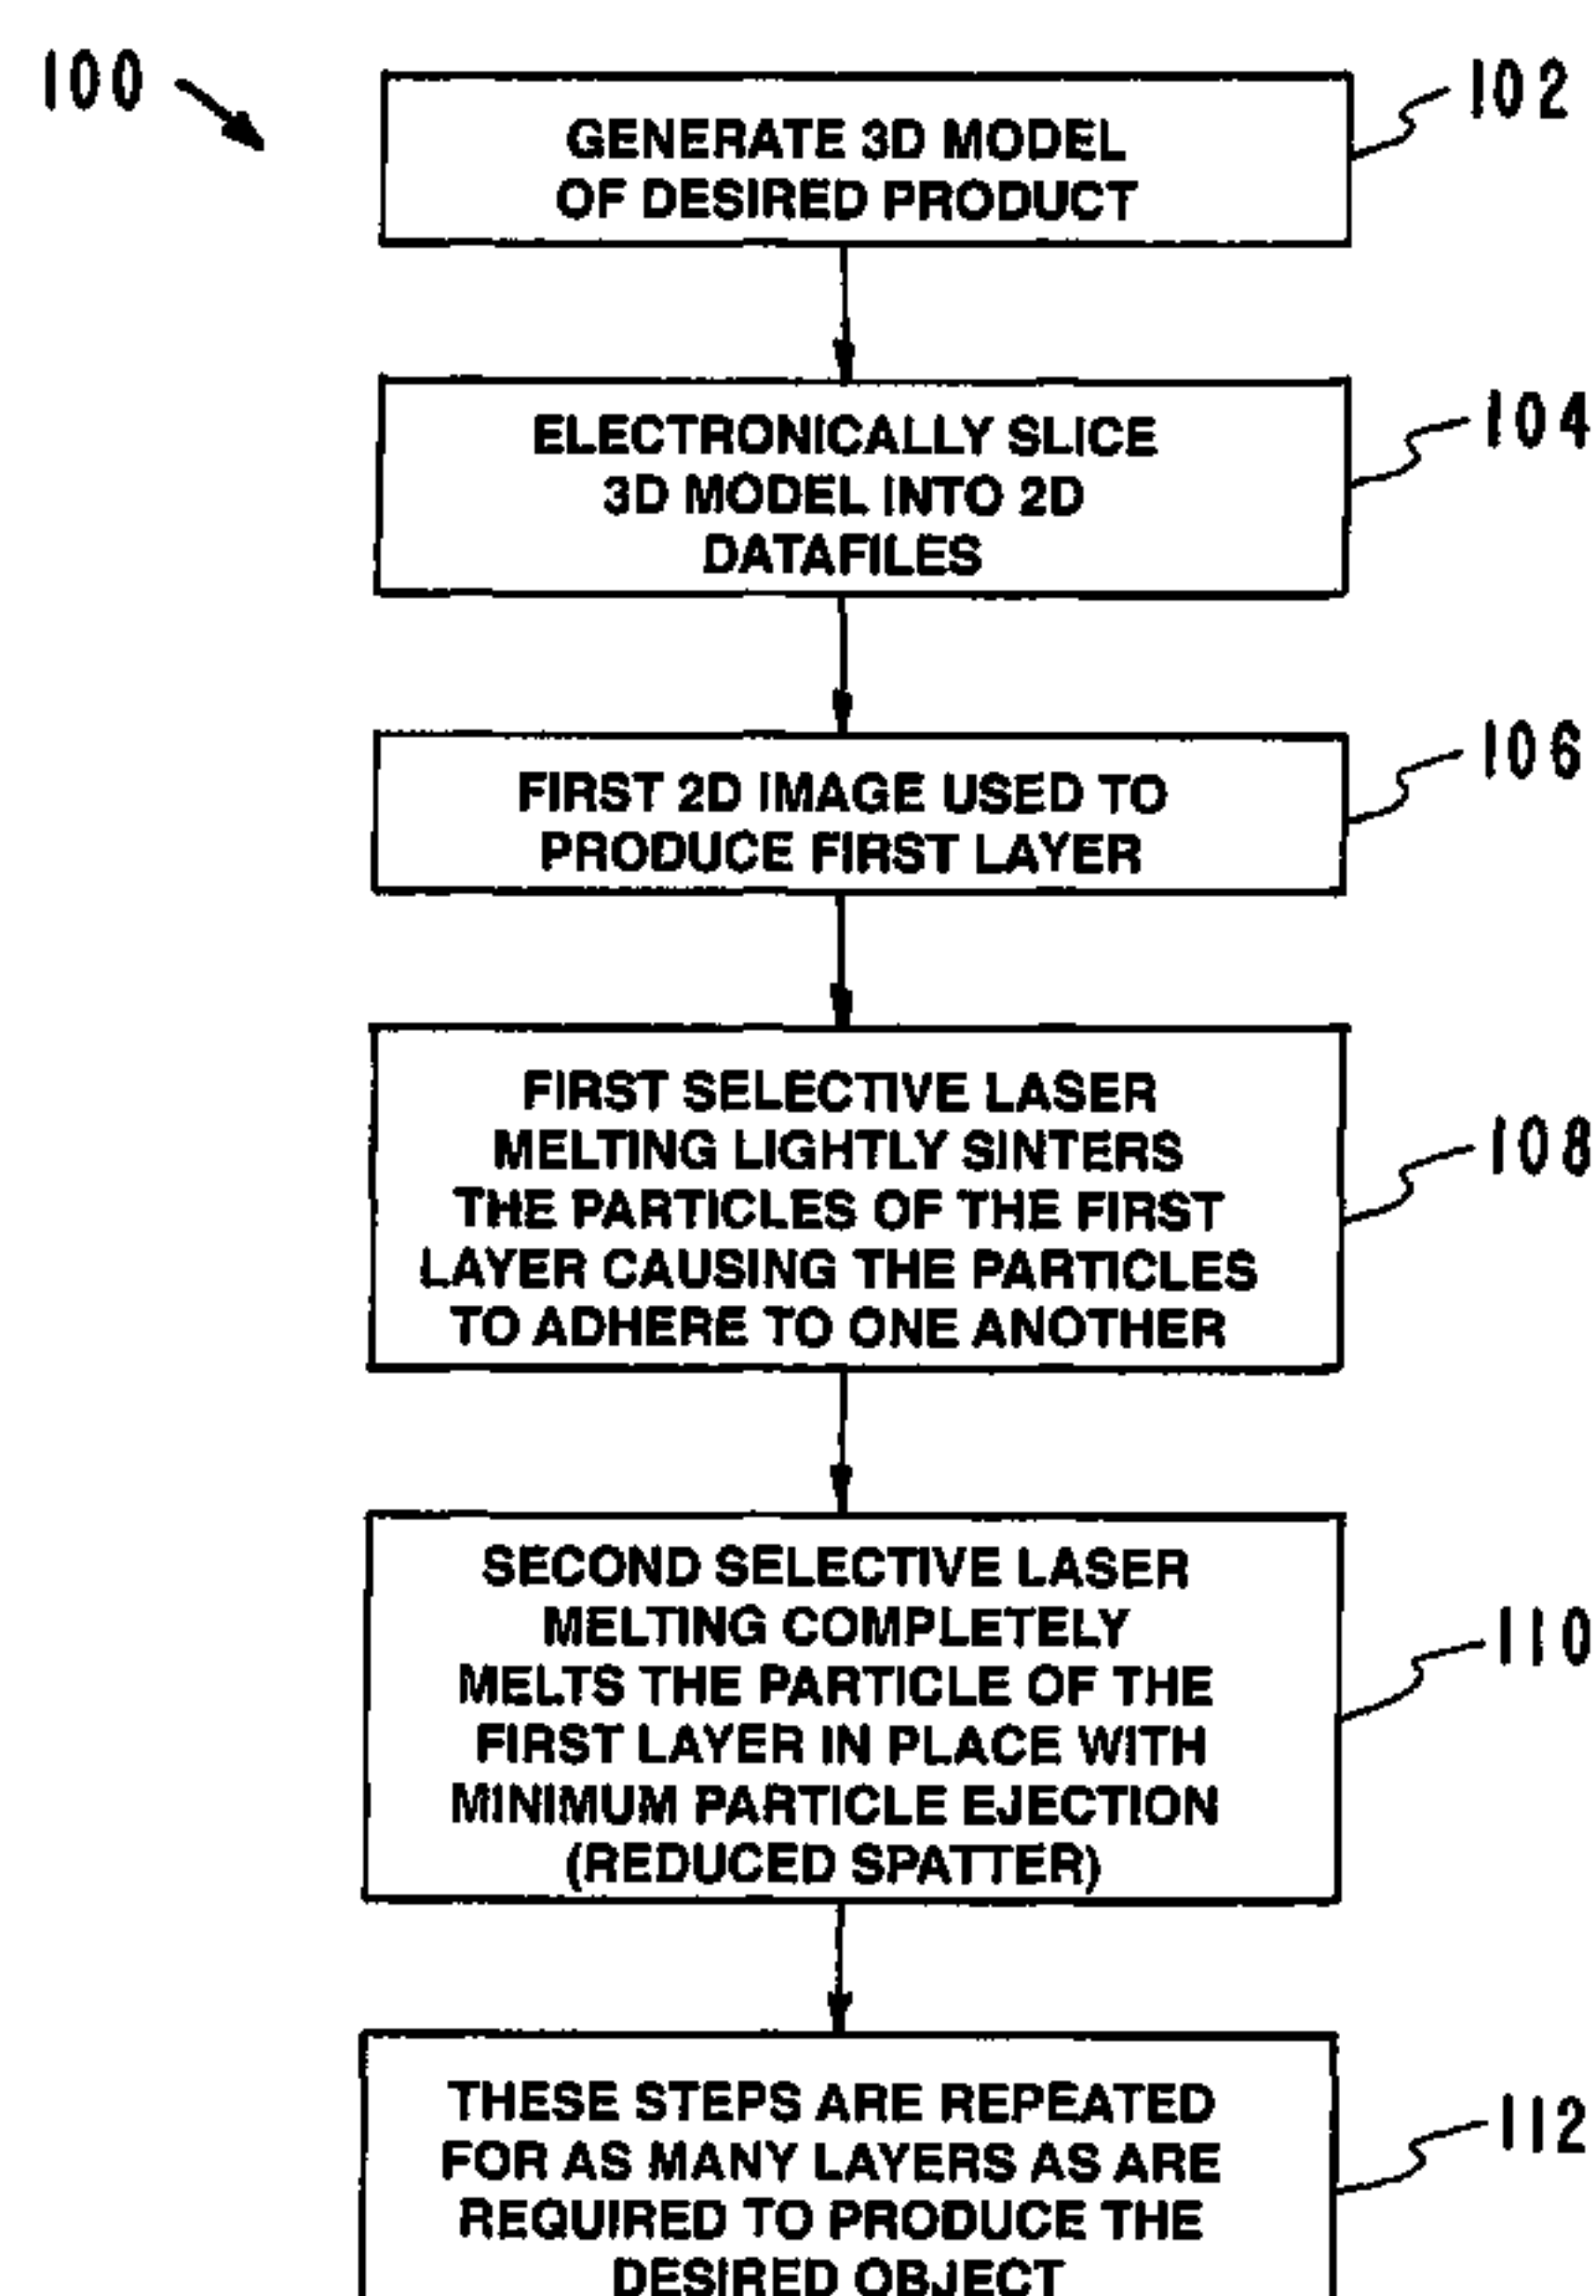 100
102
GENERATE 3D MODEL
OF DESIRED PRODUCT
104
ELECTRONICALLY SLICE
3D MODEL INTO 2D
DATAFILES
106
FIRST 2D IMAGE USED TO
PRODUCE FIRST LAYER
108
FIRST SELECTIVE LASER
MELTING LIGHTLY SINTERS
THE PARTICLES OF THE FIRST
LAYER CAUSING THE PARTICLES
TO ADHERE TO ONE ANOTHER
110
SECOND SELECTIVE LASER
MELTING COMPLETELY
MELTS THE PARTICLE OF THE
FIRST LAYER IN PLACE WITH
MINIMUM PARTICLE EJECTION
(REDUCED SPATTER)
112
THESE STEPS ARE REPEATED
FOR AS MANY LAYERS AS ARE
REQUIRED TO PRODUCE THE
DESIRED OBJECT